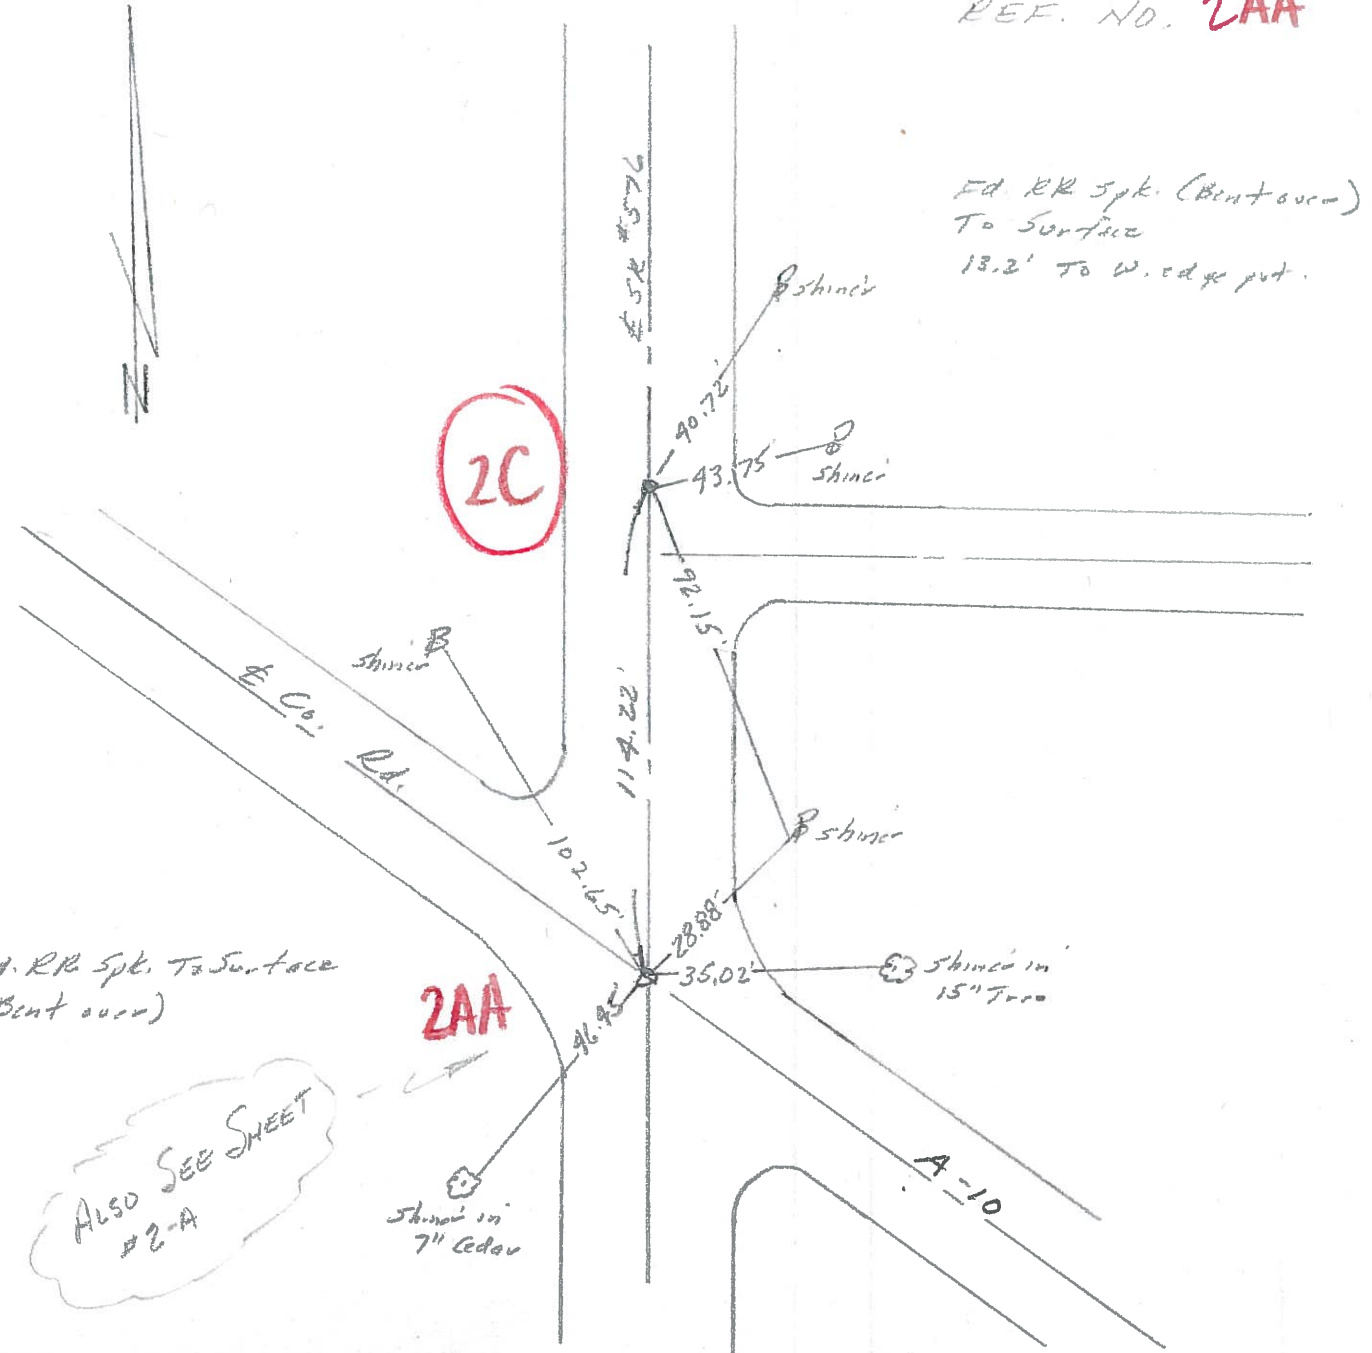 REF. NO. 2AA
Fd. RR Spk. (Bent over)
To Surface
13.2' To W. edge pvt.
N
℄ SR #576
shiner
40.72'
43.75'
shiner
2C
92.15'
shiner
℄ Co. Rd.
114.22'
102.65'
shiner
28.88'
35.02'
shiner in
15" Tree
. RR. Spk. To Surface
Bent over)
2AA
46.45'
ALSO SEE SHEET
#2-A
shiner in
7" Cedar
A-10